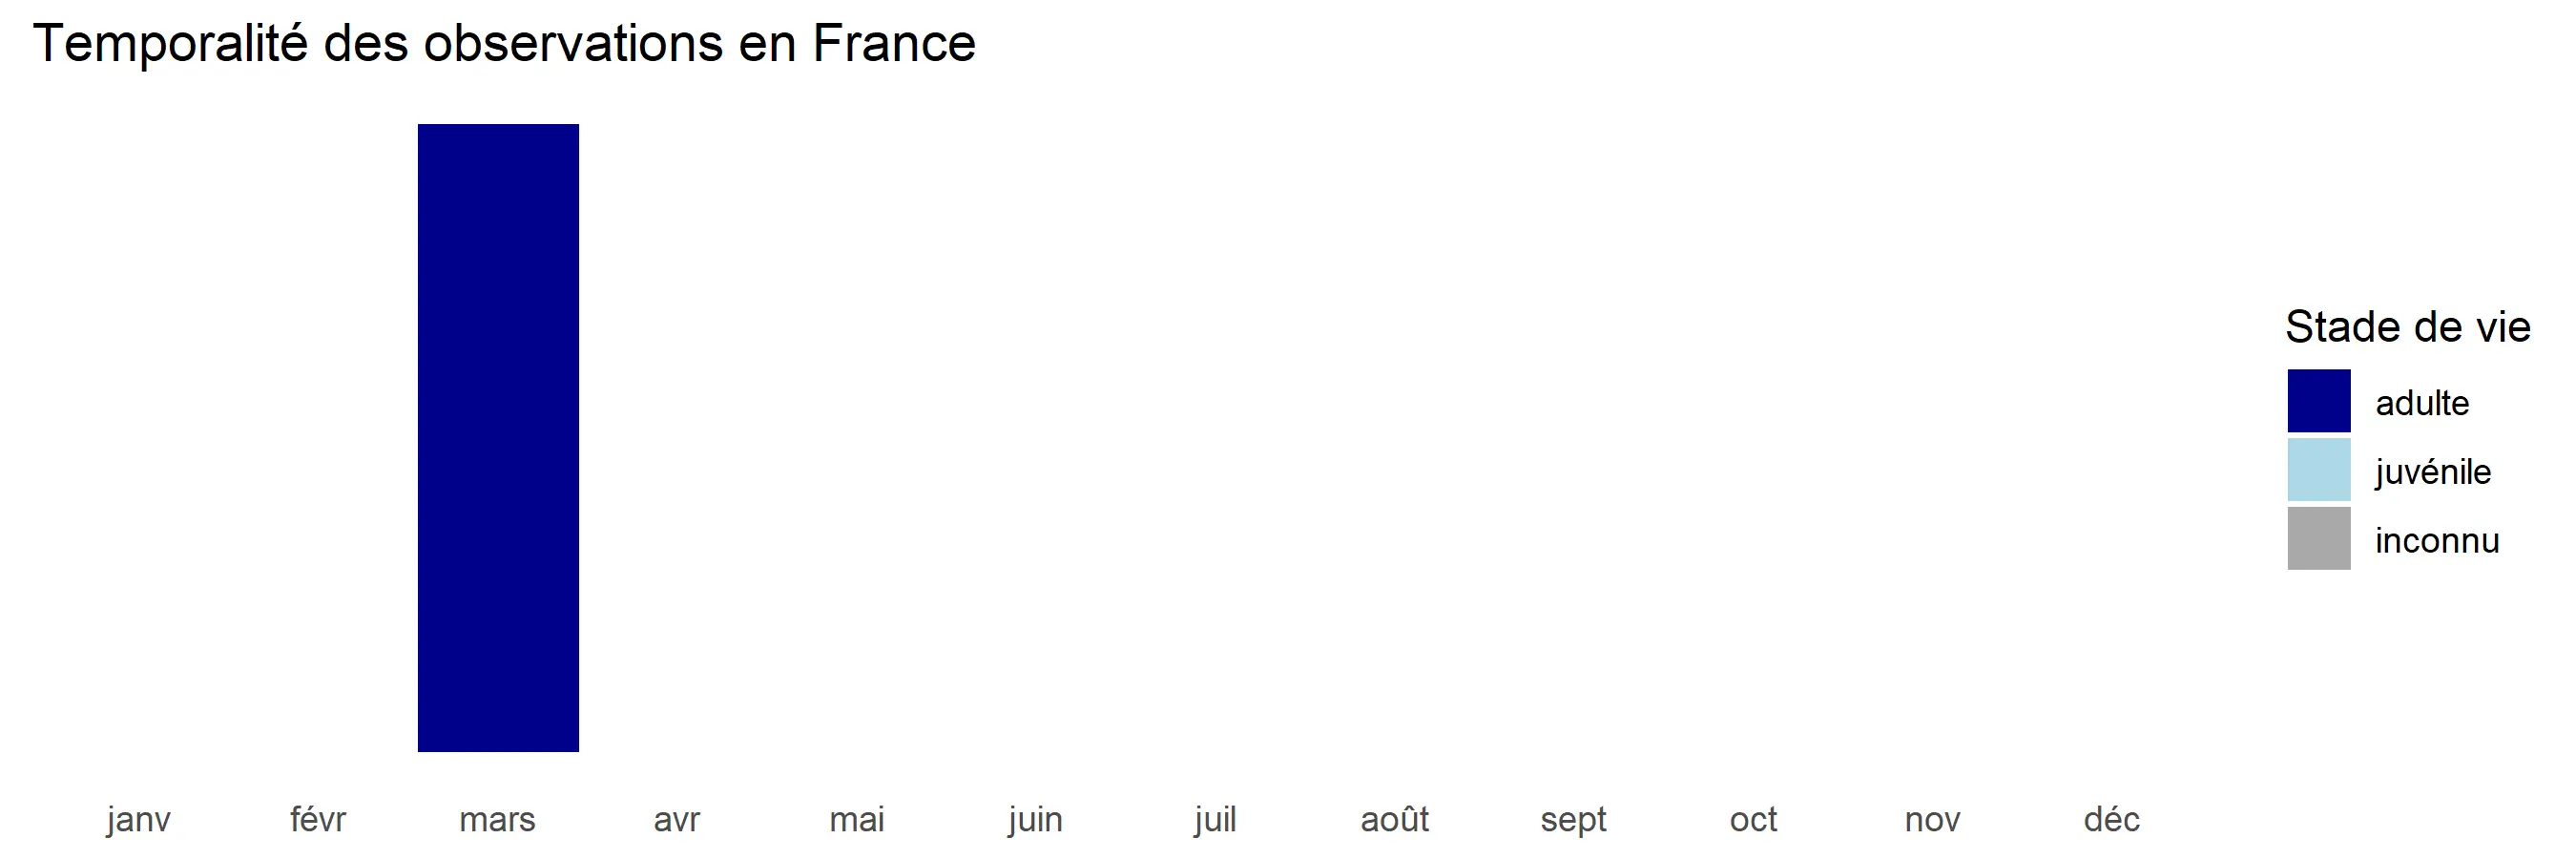 Temporalité des observations en France
Stade de vie
adulte
juvénile
inconnu
janv févr mars avr mai juin juil août sept oct nov déc